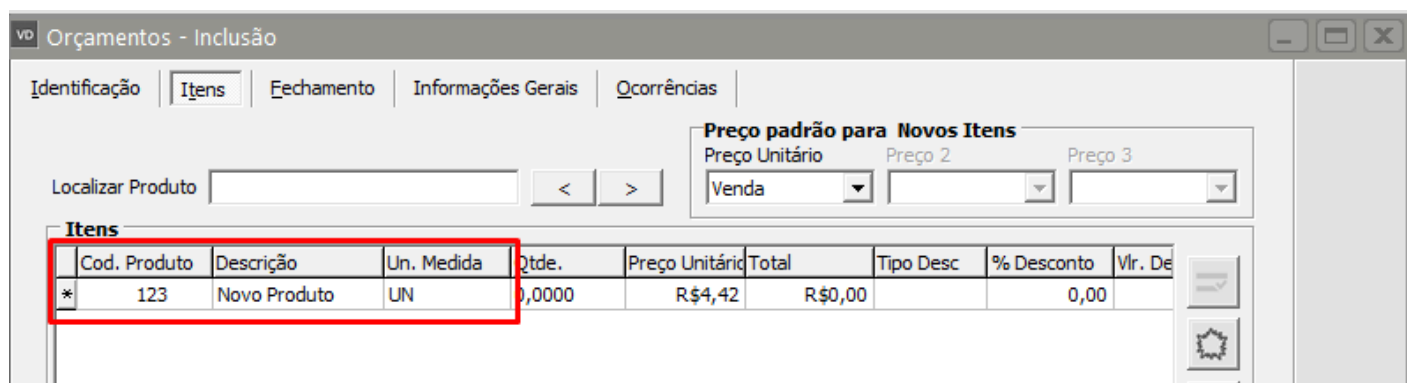 VD Orçamentos - Inclusão
Identificação Itens Fechamento Informações Gerais Ocorrências
Preço padrão para Novos Itens
Preço Unitário Preço 2 Preço 3
Localizar Produto < > Venda
Itens
Cod. Produto Descrição Un. Medida Qtde. Preço Unitáric Total Tipo Desc % Desconto Vlr. De
* 123 Novo Produto UN 0,0000 R$4,42 R$0,00 0,00